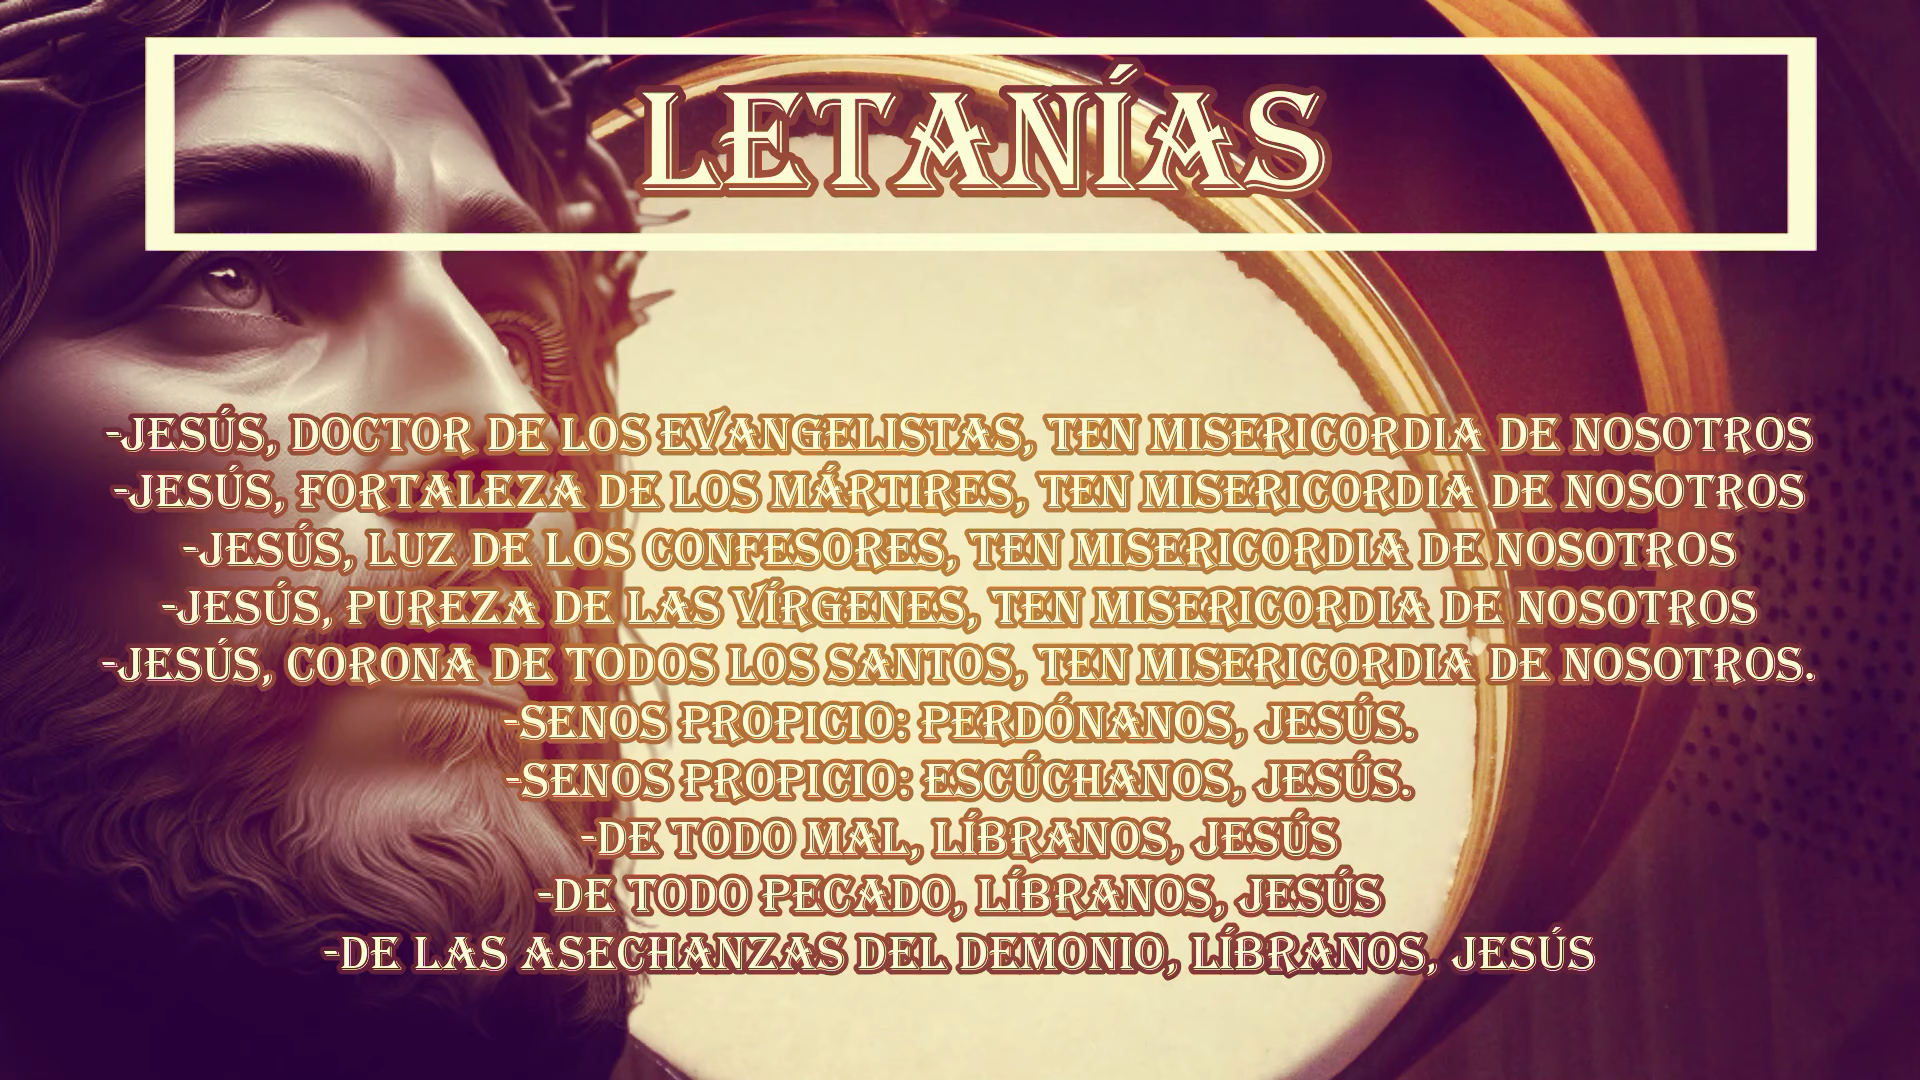 LETANÍAS
-JESÚS, DOCTOR DE LOS EVANGELISTAS, TEN MISERICORDIA DE NOSOTROS
-JESÚS, FORTALEZA DE LOS MÁRTIRES, TEN MISERICORDIA DE NOSOTROS
-JESÚS, LUZ DE LOS CONFESORES, TEN MISERICORDIA DE NOSOTROS
-JESÚS, PUREZA DE LAS VÍRGENES, TEN MISERICORDIA DE NOSOTROS
-JESÚS, CORONA DE TODOS LOS SANTOS, TEN MISERICORDIA DE NOSOTROS.
-SENOS PROPICIO: PERDÓNANOS, JESÚS.
-SENOS PROPICIO: ESCÚCHANOS, JESÚS.
-DE TODO MAL, LÍBRANOS, JESÚS
-DE TODO PECADO, LÍBRANOS, JESÚS
-DE LAS ASECHANZAS DEL DEMONIO, LÍBRANOS, JESÚS